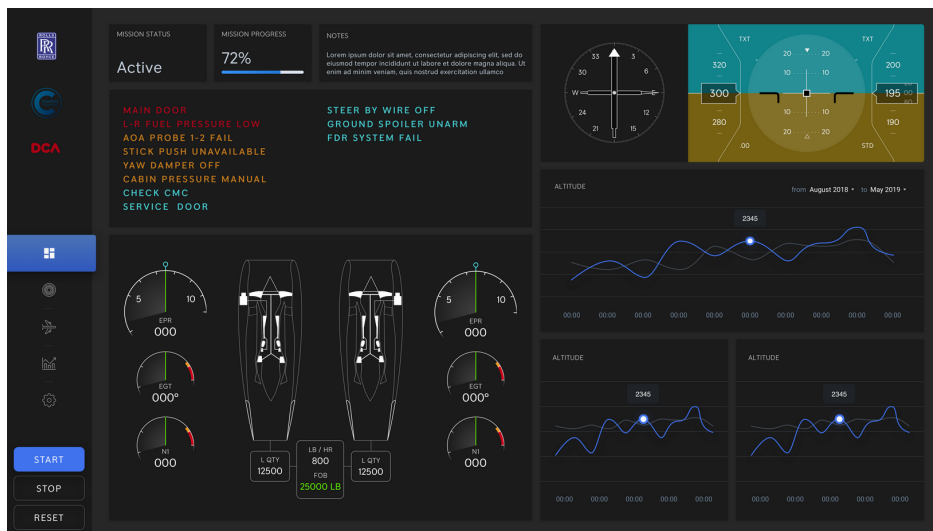 ROLLS
RR
ROYCE
DCA
START
STOP
RESET
MISSION STATUS
Active
MISSION PROGRESS
72%
NOTES
Lorem ipsum dolor sit amet, consectetur adipiscing elit, sed do
eiusmod tempor incididunt ut labore et dolore magna aliqua. Ut
enim ad minim veniam, quis nostrud exercitation ullamco
MAIN DOOR
L-R FUEL PRESSURE LOW
AOA PROBE 1-2 FAIL
STICK PUSH UNAVAILABLE
YAW DAMPER OFF
CABIN PRESSURE MANUAL
CHECK CMC
SERVICE DOOR
STEER BY WIRE OFF
GROUND SPOILER UNARM
FDR SYSTEM FAIL
5
10
EPR
000
EGT
000°
N1
000
L QTY
12500
LB / HR
800
FOB
25000 LB
L QTY
12500
5
10
EPR
000
EGT
000°
N1
000
33
3
30
6
W
E
24
12
21
15
TXT
TXT
320
20
20
200
10
10
300
195
10
10
280
190
20
20
.00
STD
ALTITUDE
from August 2018 to May 2019
2345
00:00 00:00 00:00 00:00 00:00 00:00 00:00 00:00 00:00
ALTITUDE
2345
00:00 00:00 00:00 00:00 00:00
ALTITUDE
2345
00:00 00:00 00:00 00:00 00:00